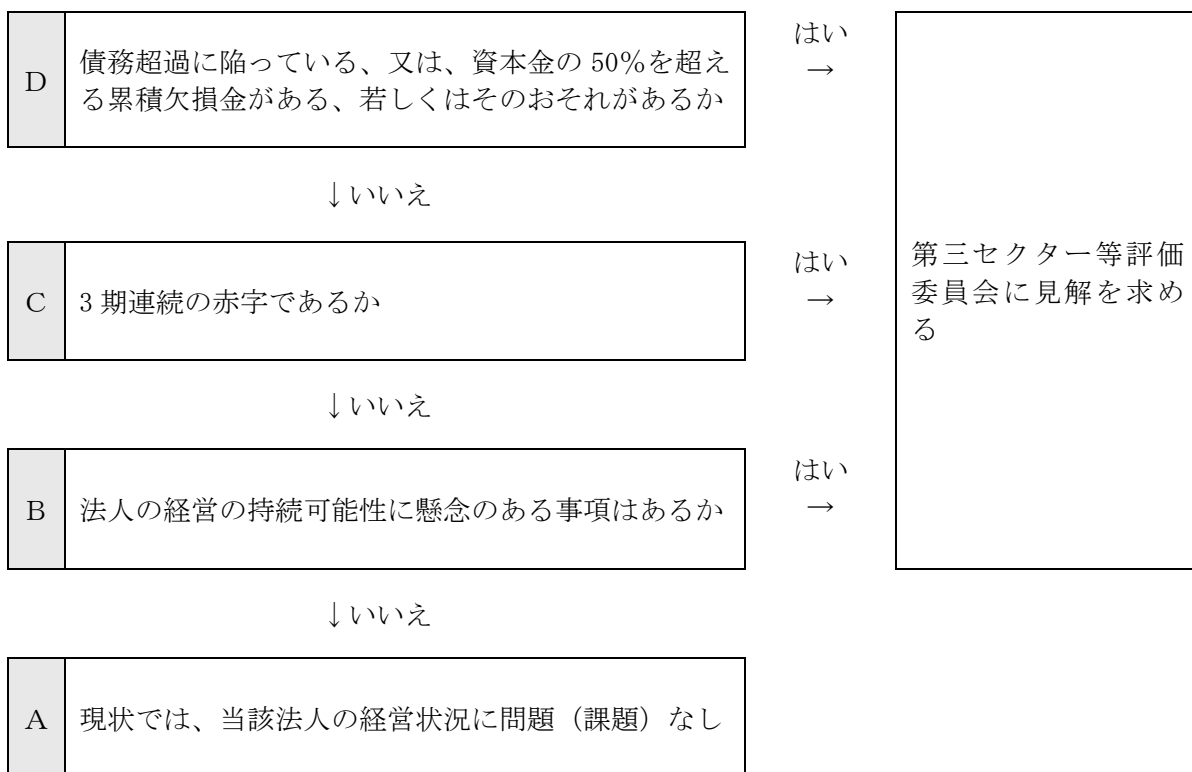 D
債務超過に陥っている、又は、資本金の 50％を超え
る累積欠損金がある、若しくはそのおそれがあるか
はい
→
↓いいえ
C
3 期連続の赤字であるか
はい
→
第三セクター等評価
委員会に見解を求め
る
↓いいえ
B
法人の経営の持続可能性に懸念のある事項はあるか
はい
→
↓いいえ
A
現状では、当該法人の経営状況に問題（課題）なし